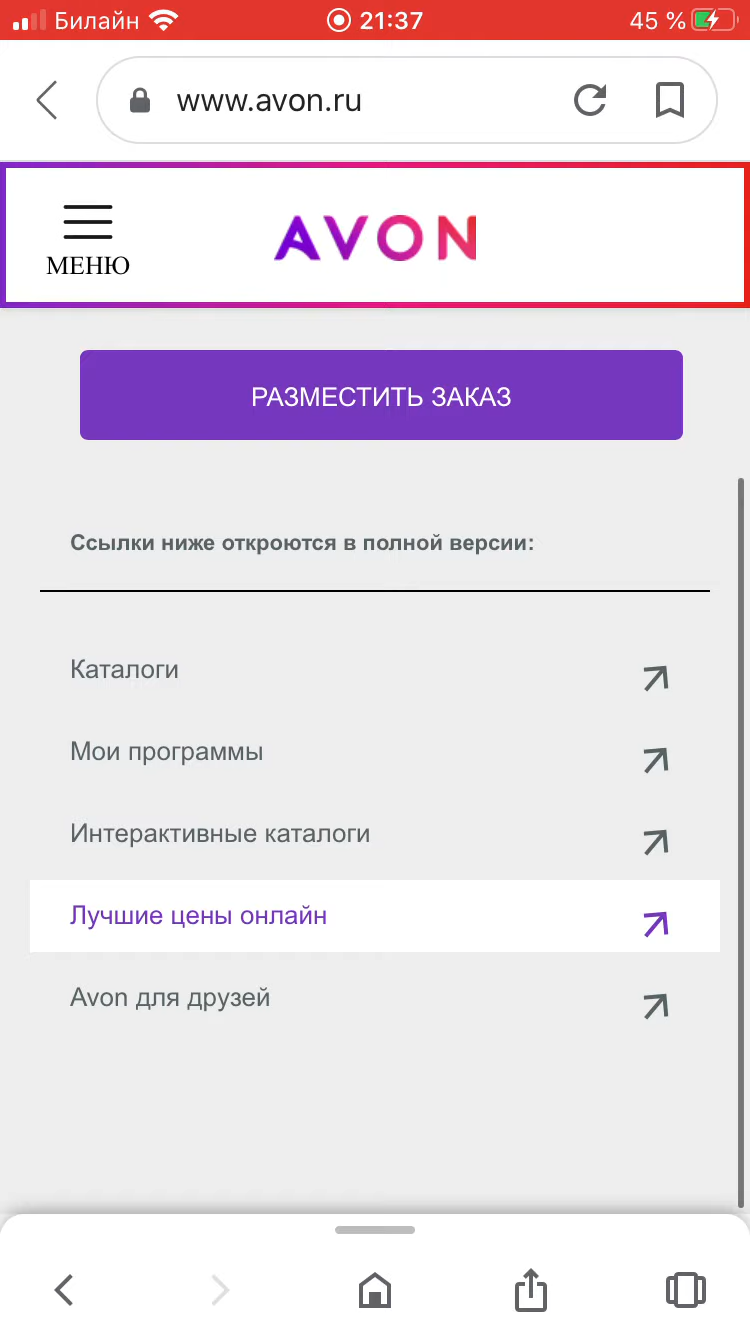 Билайн 21:37 45 %
www.avon.ru
МЕНЮ
AVON
РАЗМЕСТИТЬ ЗАКАЗ
Ссылки ниже откроются в полной версии:
Каталоги
Мои программы
Интерактивные каталоги
Лучшие цены онлайн
Avon для друзей